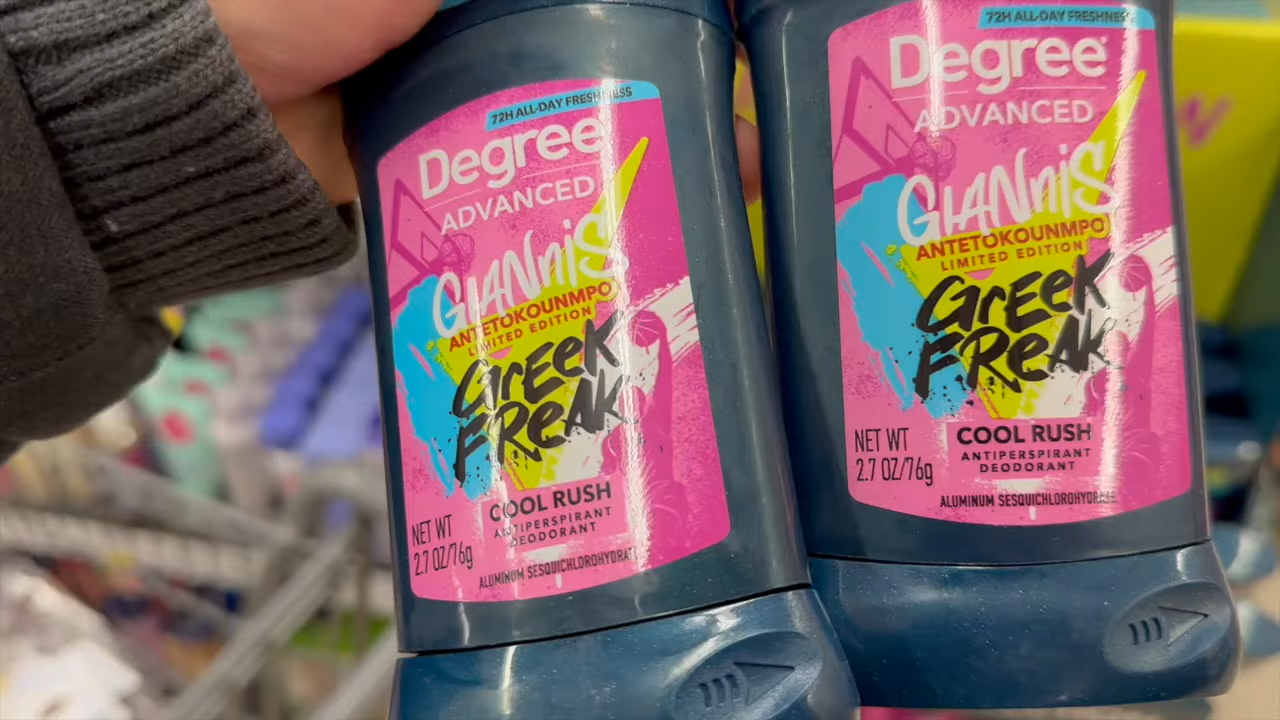 72H ALL-DAY FRESHNESS
Degree
ADVANCED
GIANNIS
ANTETOKOUNMPO
LIMITED EDITION
GREEK
FREAK
NET WT
2.7 OZ/76g
COOL RUSH
ANTIPERSPIRANT
DEODORANT
ALUMINUM SESQUICHLOROHYDRATE
72H ALL-DAY FRESHNESS
Degree
ADVANCED
GIANNIS
ANTETOKOUNMPO
LIMITED EDITION
GREEK
FREAK
NET WT
2.7 OZ/76g
COOL RUSH
ANTIPERSPIRANT
DEODORANT
ALUMINUM SESQUICHLOROHYDRATE